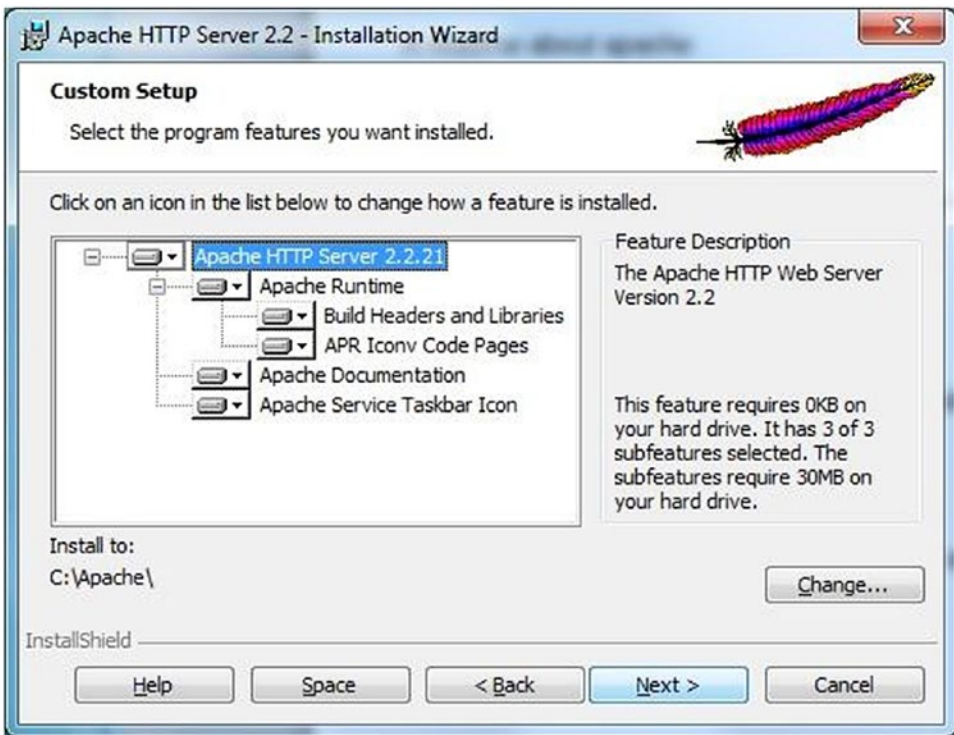 Apache HTTP Server 2.2 - Installation Wizard
about apache
Custom Setup
Select the program features you want installed.
Click on an icon in the list below to change how a feature is installed.
Apache HTTP Server 2.2.21
Apache Runtime
Build Headers and Libraries
APR Iconv Code Pages
Apache Documentation
Apache Service Taskbar Icon
Feature Description
The Apache HTTP Web Server
Version 2.2
This feature requires 0KB on
your hard drive. It has 3 of 3
subfeatures selected. The
subfeatures require 30MB on
your hard drive.
Install to:
C:\Apache\
Change...
InstallShield
Help
Space
< Back
Next >
Cancel